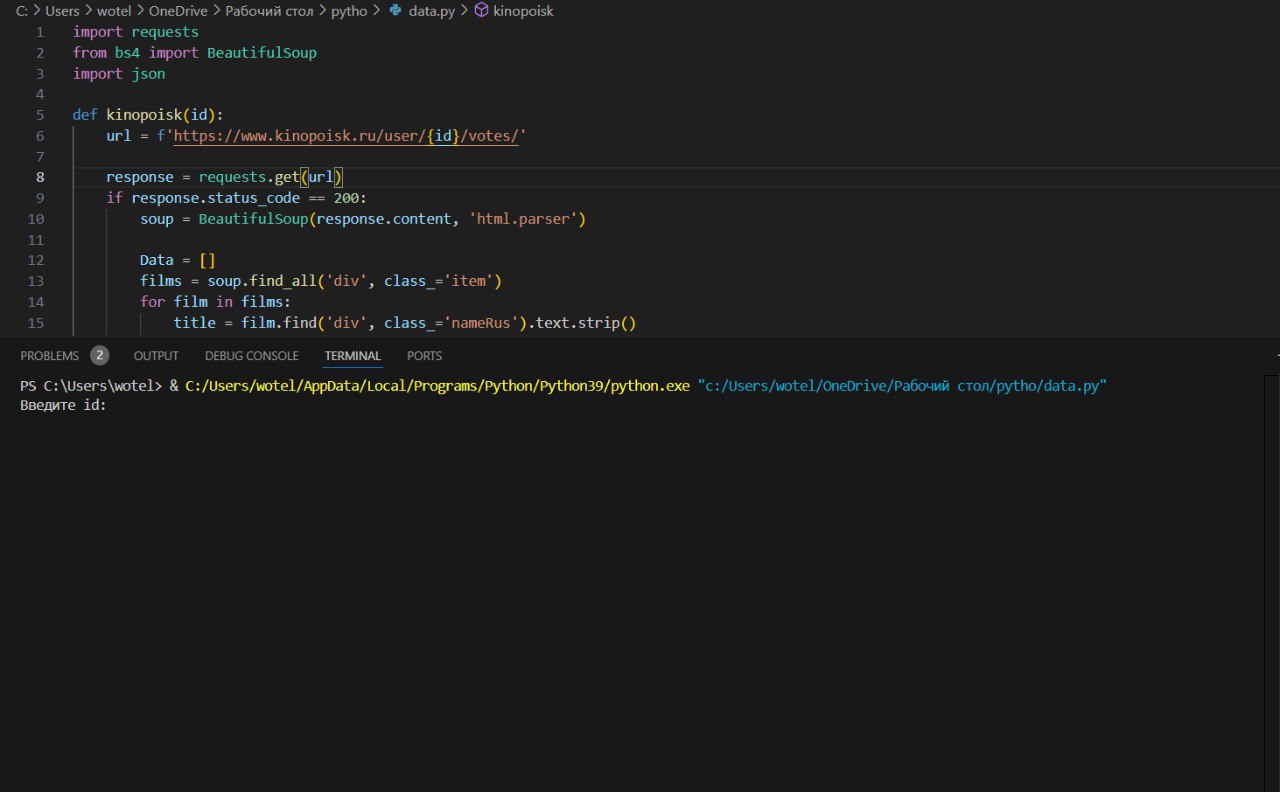 C: > Users > wotel > OneDrive > Рабочий стол > pytho > data.py > kinopoisk
1 import requests
2 from bs4 import BeautifulSoup
3 import json
4
5 def kinopoisk(id):
6 url = f'https://www.kinopoisk.ru/user/{id}/votes/'
7
8 response = requests.get(url)
9 if response.status_code == 200:
10 soup = BeautifulSoup(response.content, 'html.parser')
11
12 Data = []
13 films = soup.find_all('div', class_='item')
14 for film in films:
15 title = film.find('div', class_='nameRus').text.strip()
PROBLEMS 2 OUTPUT DEBUG CONSOLE TERMINAL PORTS
PS C:\Users\wotel> & C:/Users/wotel/AppData/Local/Programs/Python/Python39/python.exe "c:/Users/wotel/OneDrive/Рабочий стол/pytho/data.py"
Введите id: